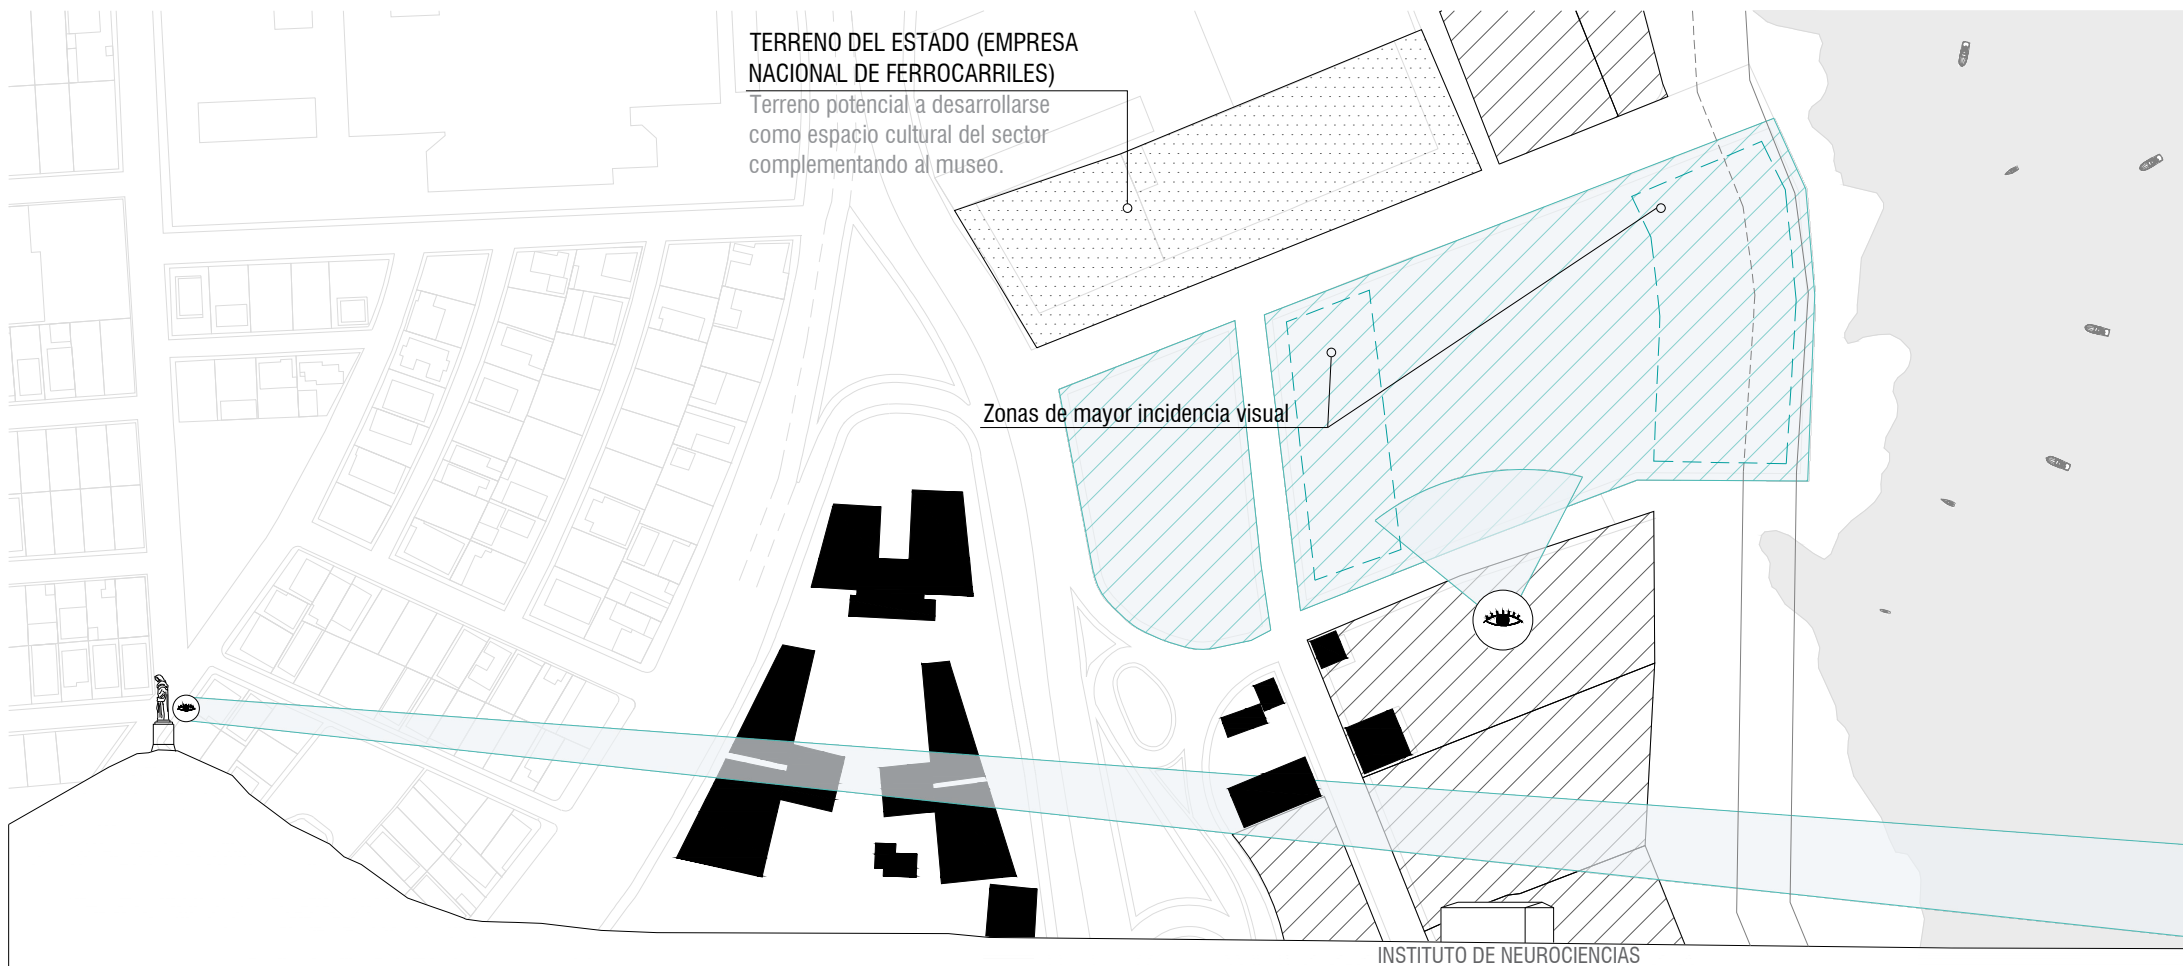 TERRENO DEL ESTADO (EMPRESA
NACIONAL DE FERROCARRILES)
Terreno potencial a desarrollarse
como espacio cultural del sector
complementando al museo.
Zonas de mayor incidencia visual
INSTITUTO DE NEUROCIENCIAS